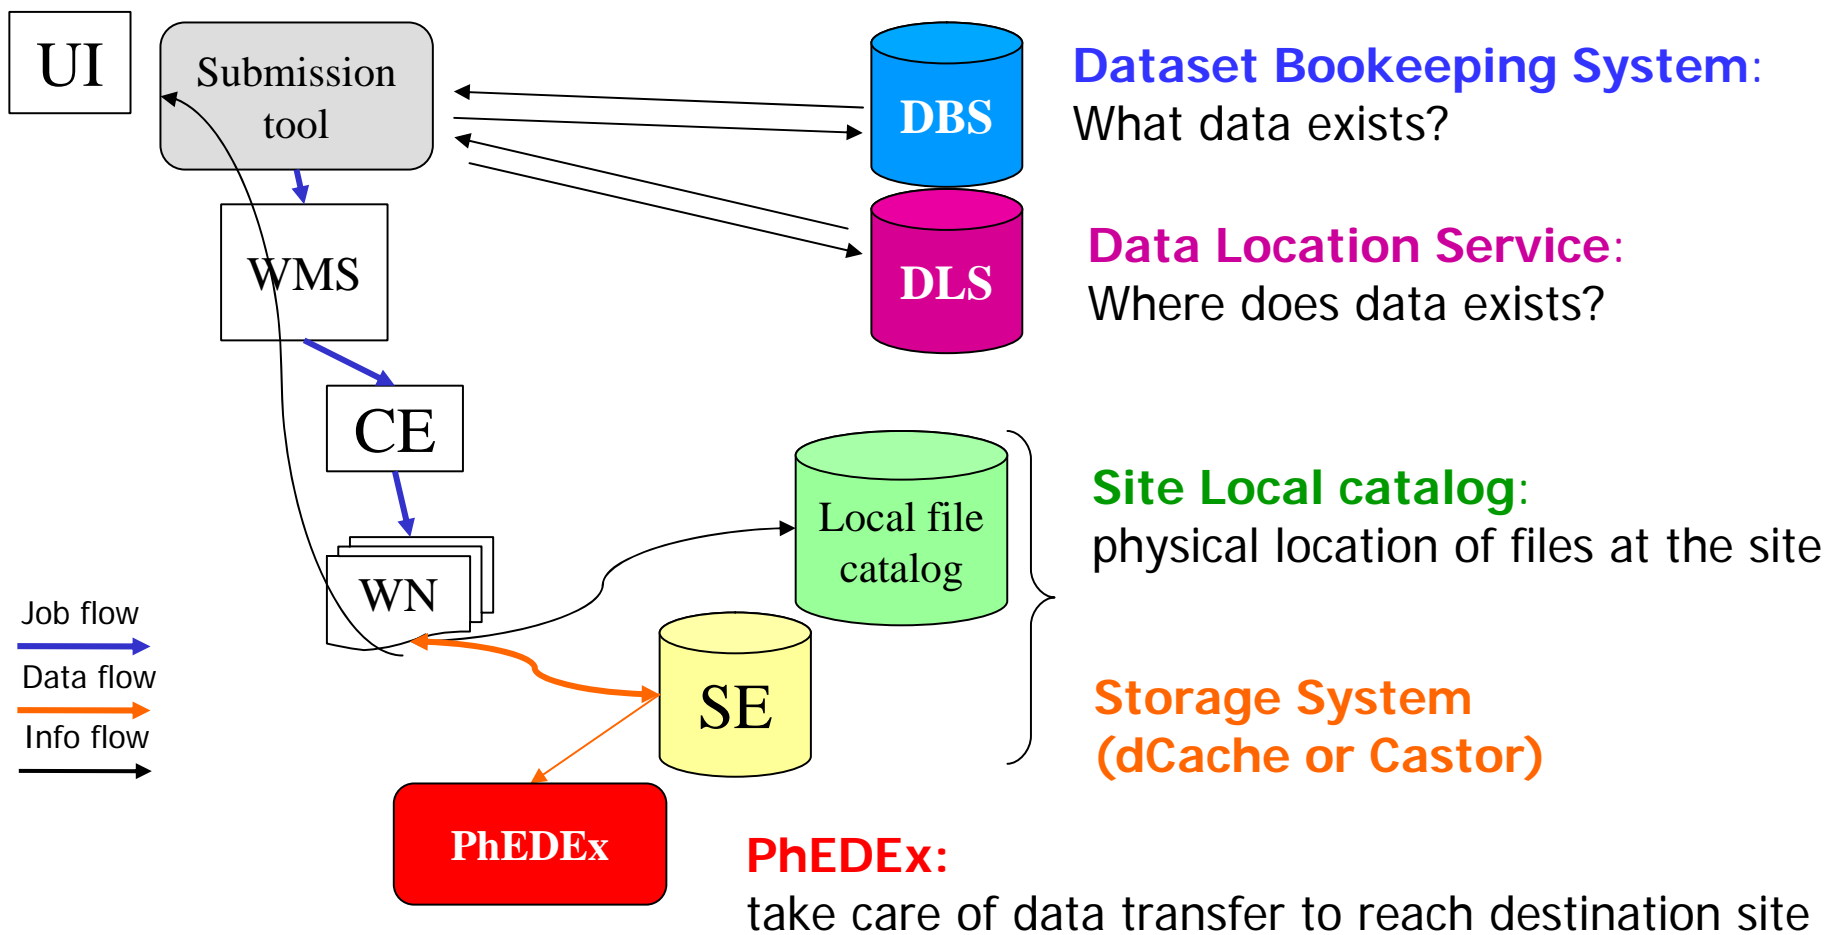 UI
Submission
tool
DBS
Dataset Bookeeping System:
What data exists?
WMS
DLS
Data Location Service:
Where does data exists?
CE
Local file
catalog
Site Local catalog:
physical location of files at the site
WN
Job flow
Data flow
Info flow
SE
Storage System
(dCache or Castor)
PhEDEx
PhEDEx:
take care of data transfer to reach destination site